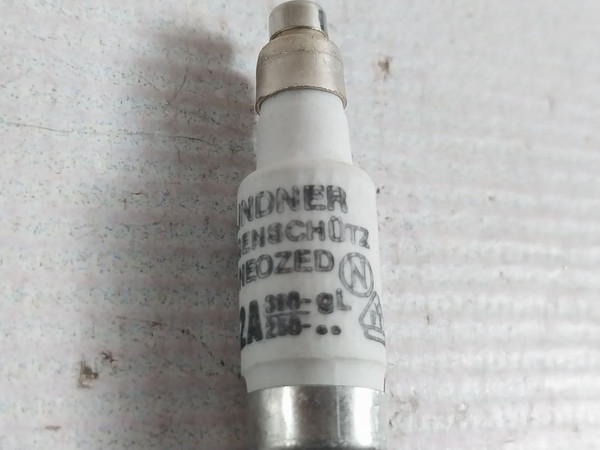 INDNER
ENSCHÜTZ
NEOZED N
2A 380~ gL
250-